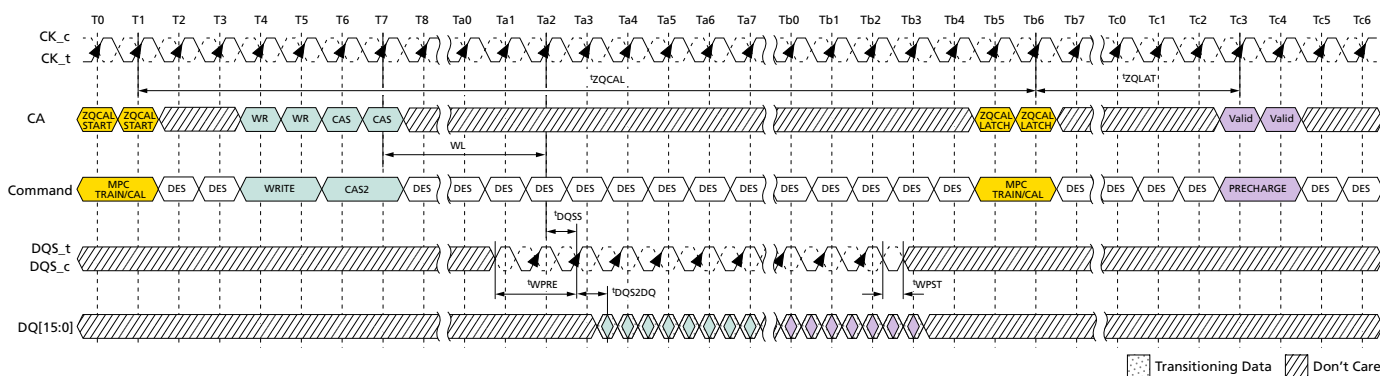 T0 T1 T2 T3 T4 T5 T6 T7 T8 Ta0 Ta1 Ta2 Ta3 Ta4 Ta5 Ta6 Ta7 Tb0 Tb1 Tb2 Tb3 Tb4 Tb5 Tb6 Tb7 Tc0 Tc1 Tc2 Tc3 Tc4 Tc5 Tc6
CK_c
CK_t
tZQCAL tZQLAT
CA ZQCAL START ZQCAL START WR WR CAS CAS ZQCAL LATCH ZQCAL LATCH Valid Valid
WL
Command MPC TRAIN/CAL DES DES WRITE CAS2 DES DES DES DES DES DES DES DES DES DES DES DES DES DES MPC TRAIN/CAL DES DES DES DES PRECHARGE DES DES
tDQSS
DQS_t
DQS_c
tWPRE tDQS2DQ tWPST
DQ[15:0]
Transitioning Data Don't Care